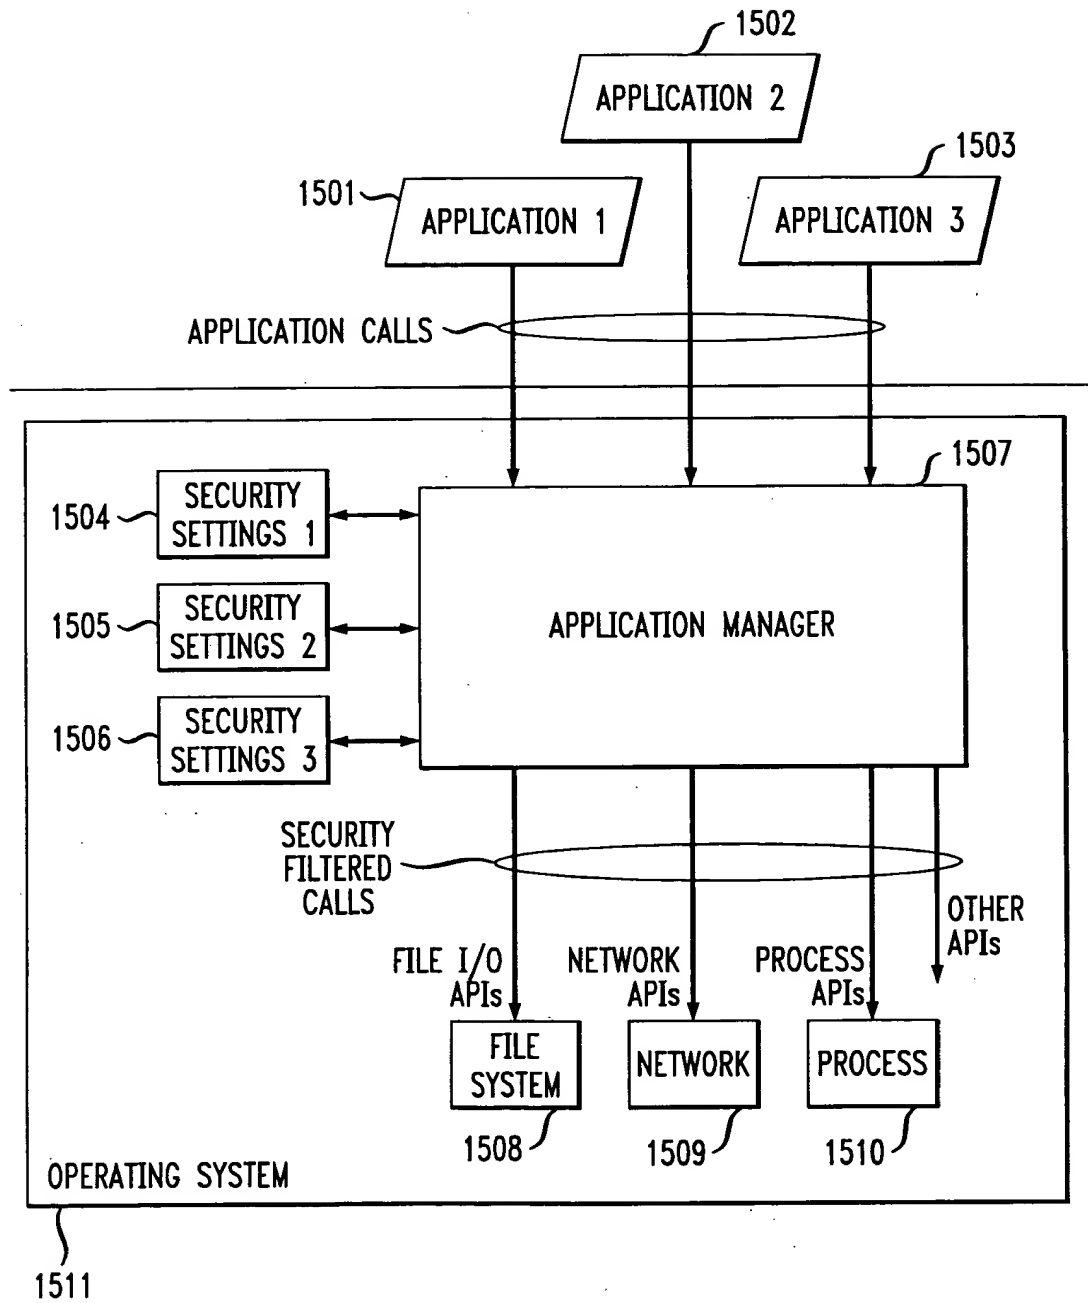 1502
APPLICATION 2
1503
1501
APPLICATION 1
APPLICATION 3
APPLICATION CALLS
1507
1504
SECURITY
SETTINGS 1
1505
SECURITY
SETTINGS 2
APPLICATION MANAGER
1506
SECURITY
SETTINGS 3
SECURITY
FILTERED
CALLS
FILE I/O
APIs
NETWORK
APIs
PROCESS
APIs
OTHER
APIs
FILE
SYSTEM
NETWORK
PROCESS
1508
1509
1510
OPERATING SYSTEM
1511